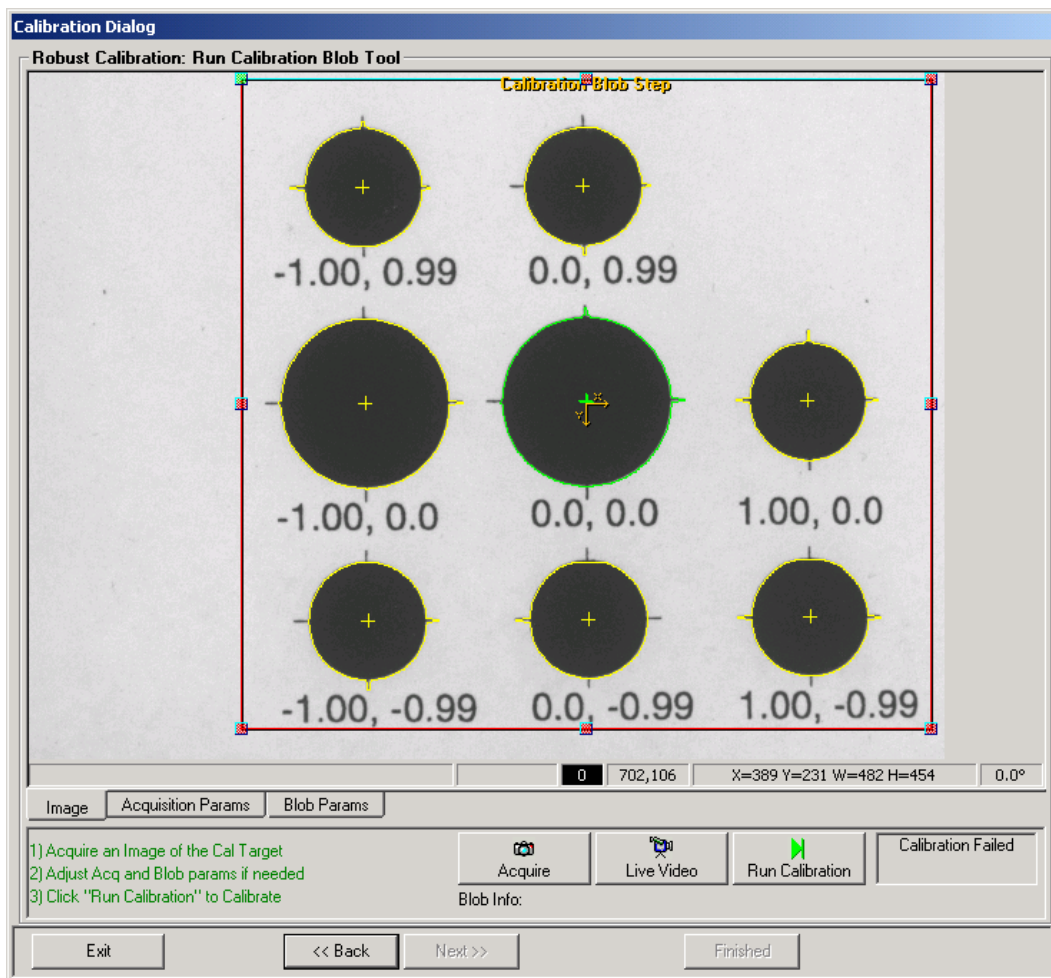 Calibration Dialog
Robust Calibration: Run Calibration Blob Tool
Calibration Blob Step
-1.00, 0.99
0.0, 0.99
X
Y
-1.00, 0.0
0.0, 0.0
1.00, 0.0
-1.00, -0.99
0.0, -0.99
1.00, -0.99
0
702,106
X=389 Y=231 W=482 H=454
0.0°
Image
Acquisition Params
Blob Params
1) Acquire an Image of the Cal Target
2) Adjust Acq and Blob params if needed
3) Click "Run Calibration" to Calibrate
Acquire
Live Video
Run Calibration
Calibration Failed
Blob Info:
Exit
<< Back
Next >>
Finished